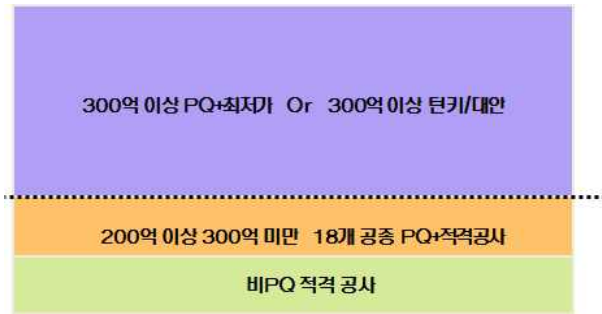 300억 이상 PQ+최저가 Or 300억 이상 턴키/대안
200억 이상 300억 미만 18개 공종 PQ+적격공사
비PQ 적격 공사